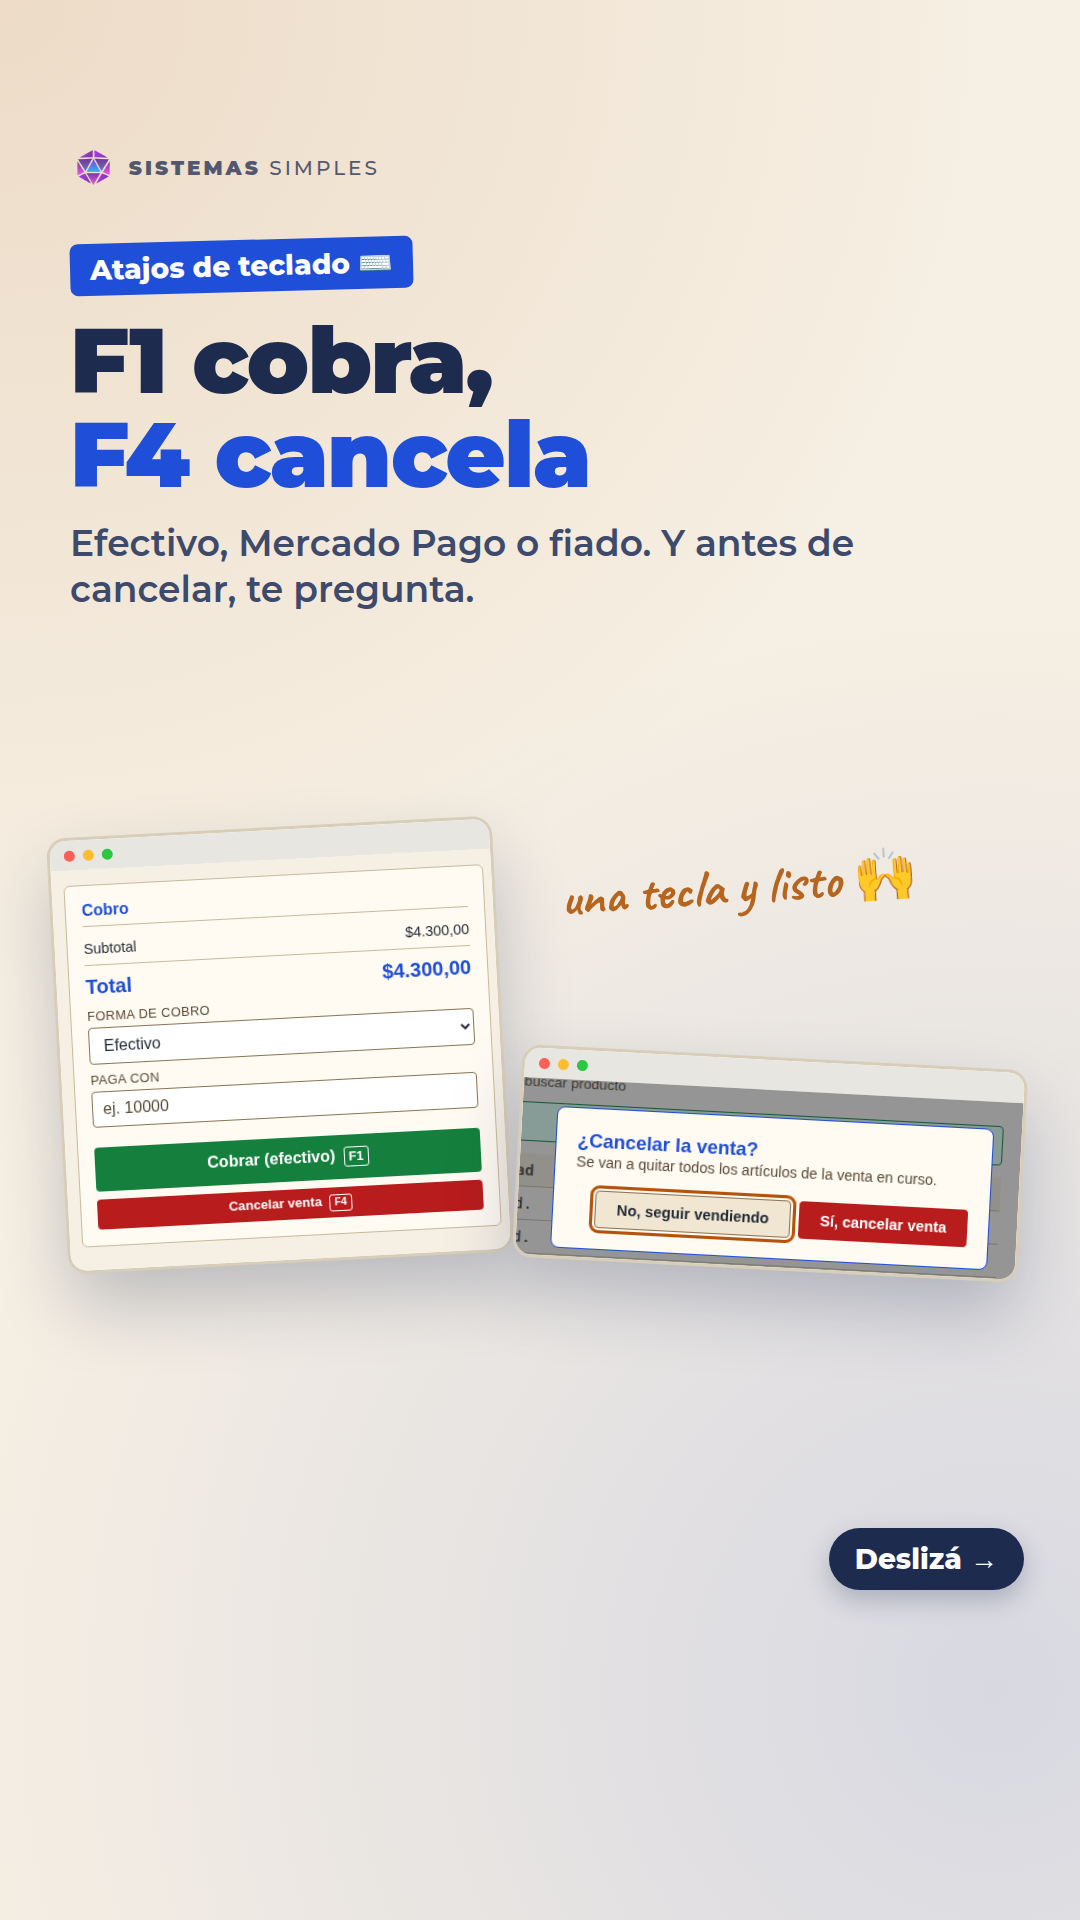 SISTEMAS SIMPLES
Atajos de teclado ⌨️
F1 cobra,
F4 cancela
Efectivo, Mercado Pago o fiado. Y antes de
cancelar, te pregunta.
Cobro
Subtotal $4.300,00
Total $4.300,00
FORMA DE COBRO
Efectivo
PAGA CON
ej. 10000
Cobrar (efectivo) F1
Cancelar venta F4
una tecla y listo 🙌
buscar producto
¿Cancelar la venta?
Se van a quitar todos los artículos de la venta en curso.
ad
d.
No, seguir vendiendo Sí, cancelar venta
d.
Deslizá →